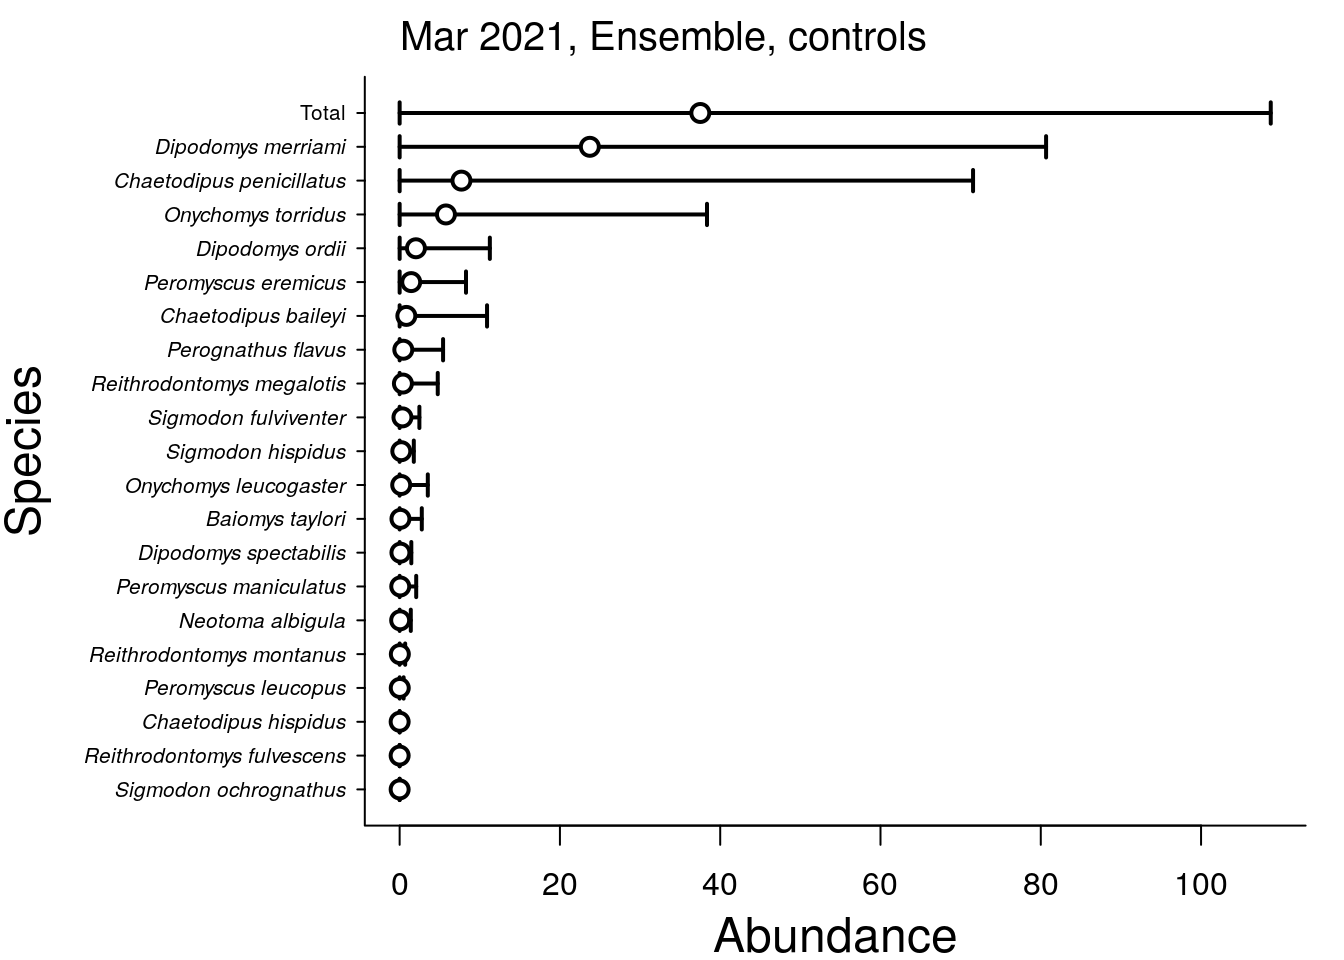 Mar 2021, Ensemble, controls
Species
Total
Dipodomys merriami
Chaetodipus penicillatus
Onychomys torridus
Dipodomys ordii
Peromyscus eremicus
Chaetodipus baileyi
Perognathus flavus
Reithrodontomys megalotis
Sigmodon fulviventer
Sigmodon hispidus
Onychomys leucogaster
Baiomys taylori
Dipodomys spectabilis
Peromyscus maniculatus
Neotoma albigula
Reithrodontomys montanus
Peromyscus leucopus
Chaetodipus hispidus
Reithrodontomys fulvescens
Sigmodon ochrognathus
0 20 40 60 80 100
Abundance